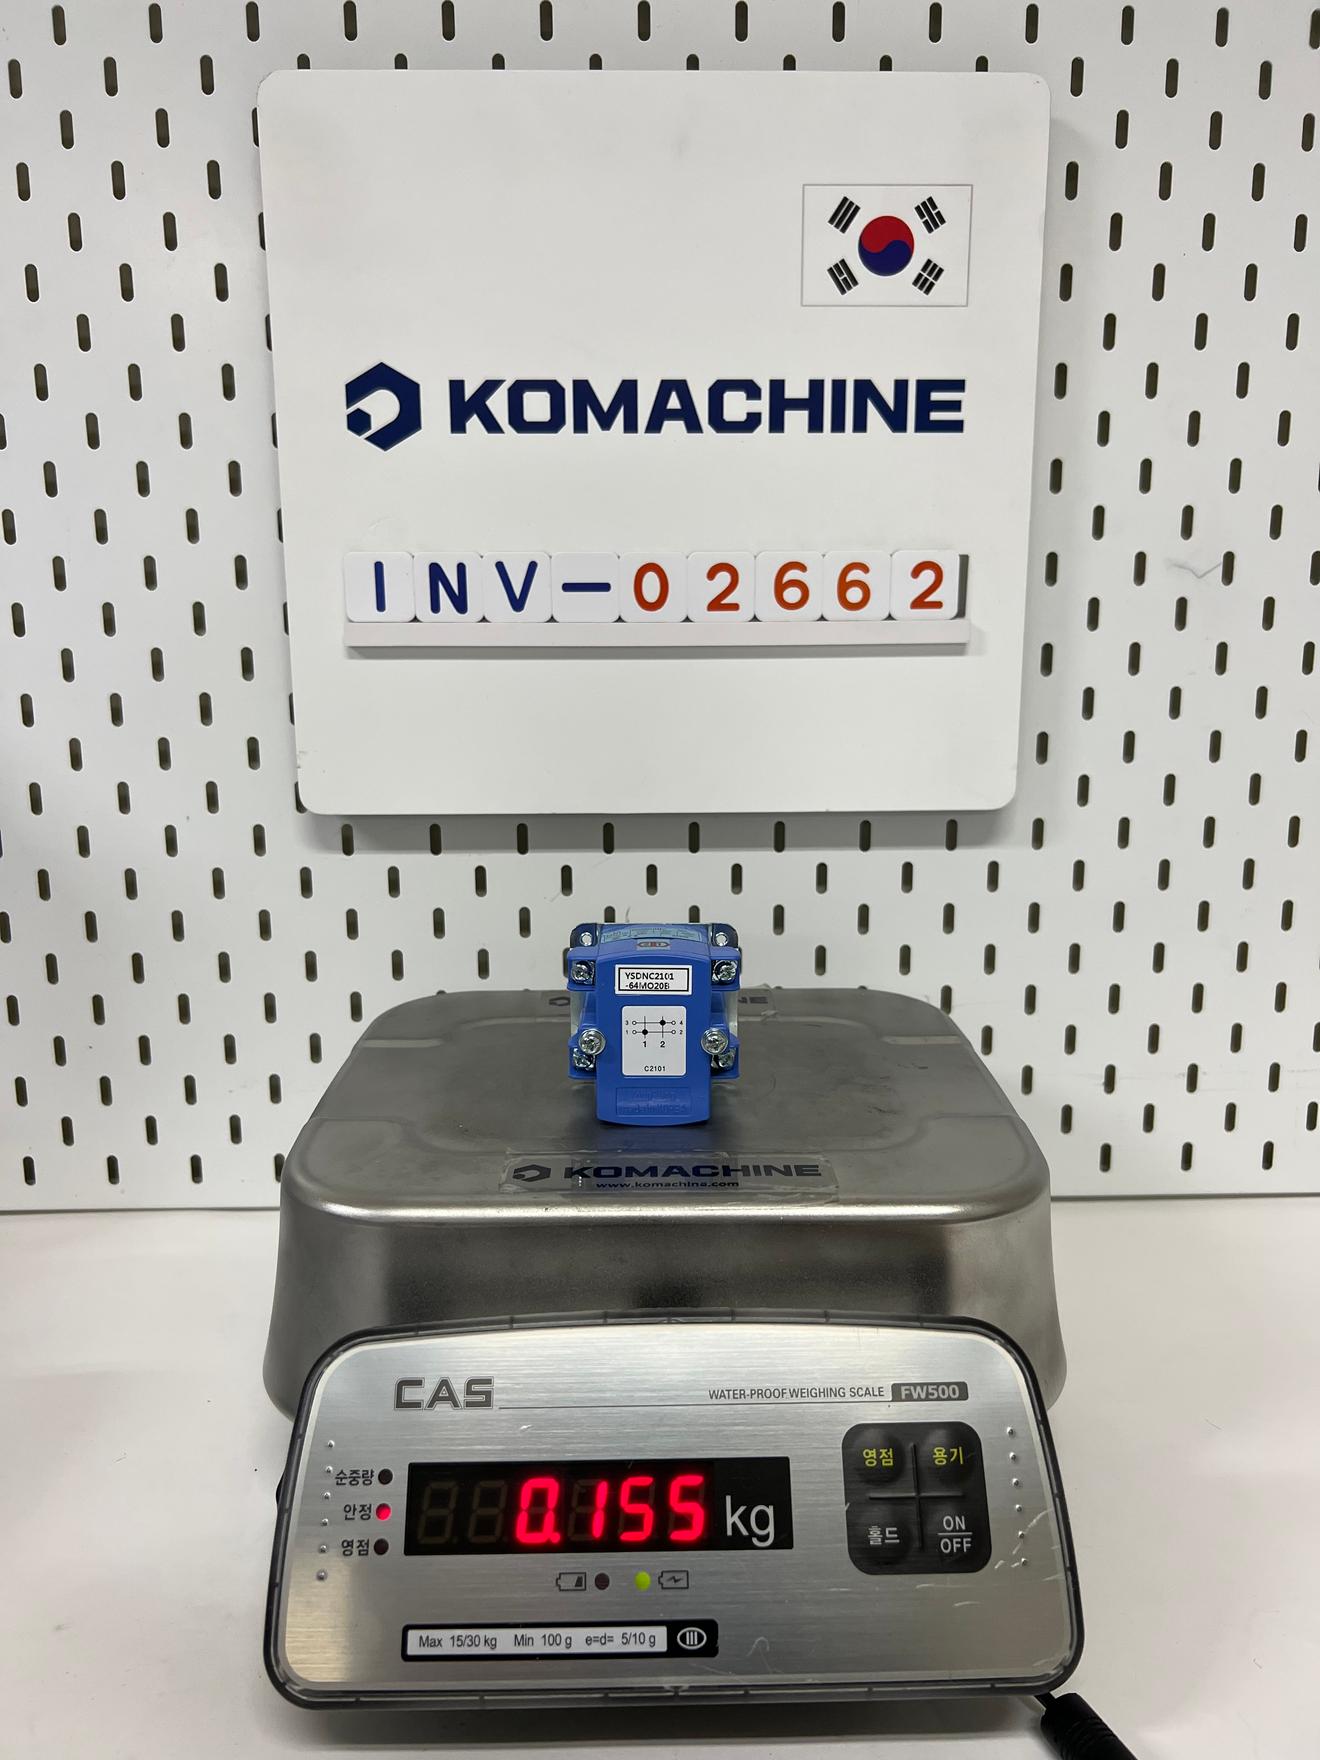 KOMACHINE
INV-02662
YSDNC2101
-64MO20B
3 4
1 2
1 2
C2101
KOMACHINE
www.komachine.com
CAS
WATER-PROOF WEIGHING SCALE FW500
영점 용기
순중량
안정
영점
0.155 kg
홀드 ON
OFF
Max 15/30 kg Min 100 g e=d= 5/10 g III